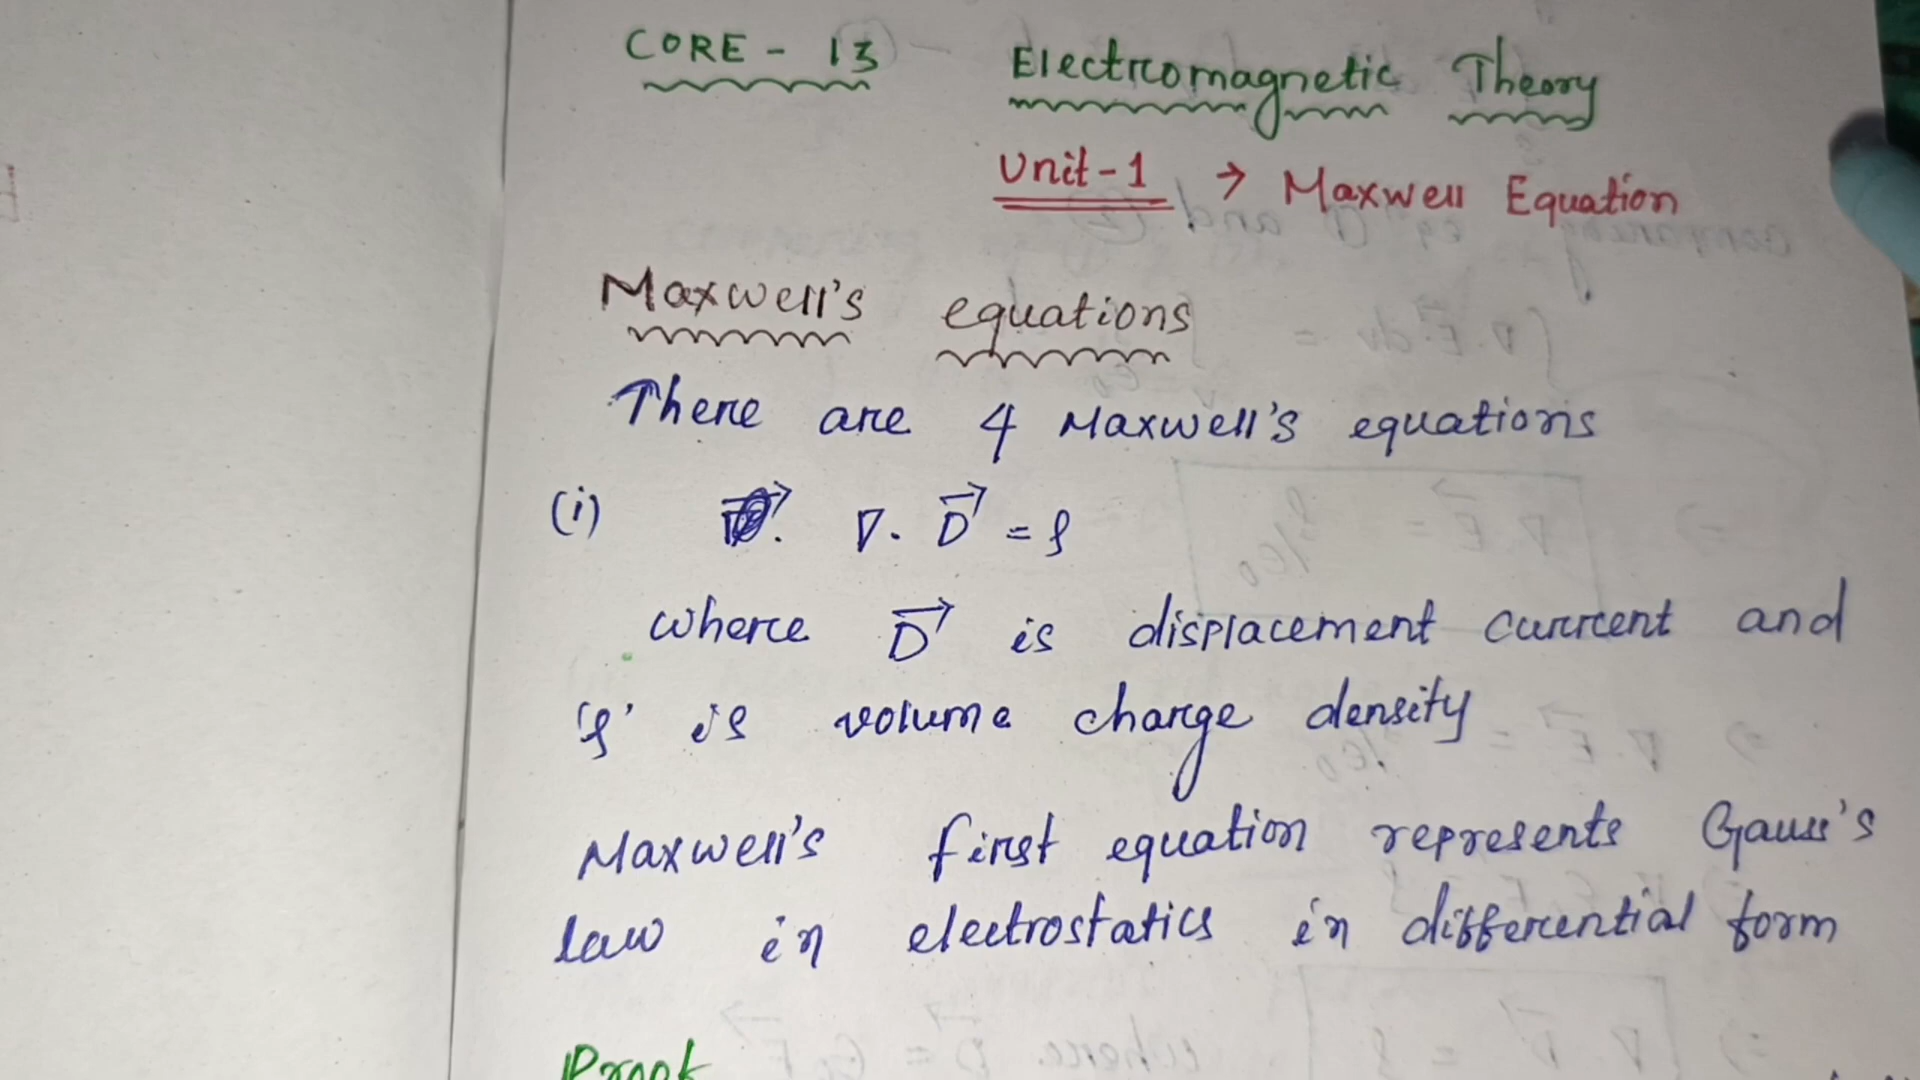 CORE - 13 Electromagnetic Theory
Unit-1 → Maxwell Equation
Maxwell's equations
There are 4 Maxwell's equations
(i) ∇. D⃗ = ρ
where D⃗ is displacement current and
'ρ' is volume charge density
Maxwell's first equation represents Gauss's
law in electrostatics in differential form
Proof